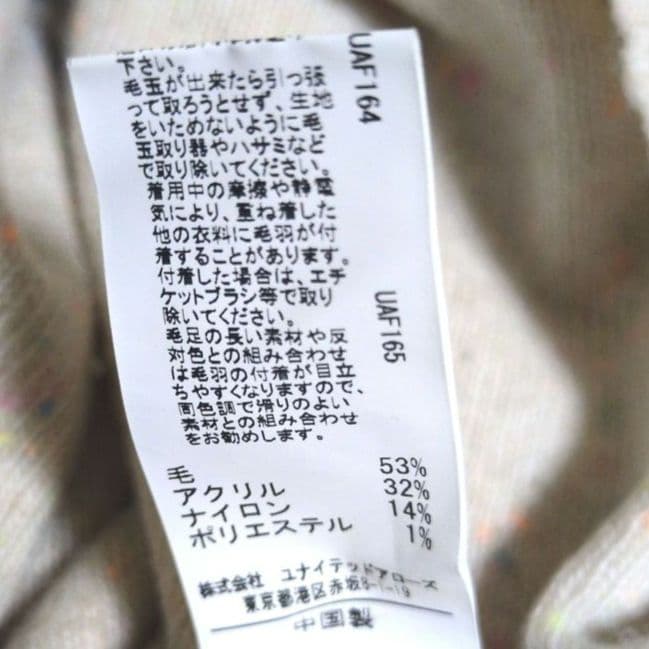 下さい。
毛玉が出来たら引っ張
って取ろうとせず、生地
をいためないように毛
玉取り器やハサミなど
で取り除いてください。
着用中の摩擦や静電
気により、重ね着した
他の衣料に毛羽が付
着することがあります。
付着した場合は、エチ
ケットブラシ等で取り
除いてください。
毛足の長い素材や反
対色との組み合わせ
は毛羽の付着が目立
ちやすくなりますので、
同色調で滑りのよい
素材との組み合わせ
をお勧めします。
UAF164
UAF165
毛 53%
アクリル 32%
ナイロン 14%
ポリエステル 1%
株式会社 ユナイテッドアローズ
東京都港区赤坂8-1-19
中国製